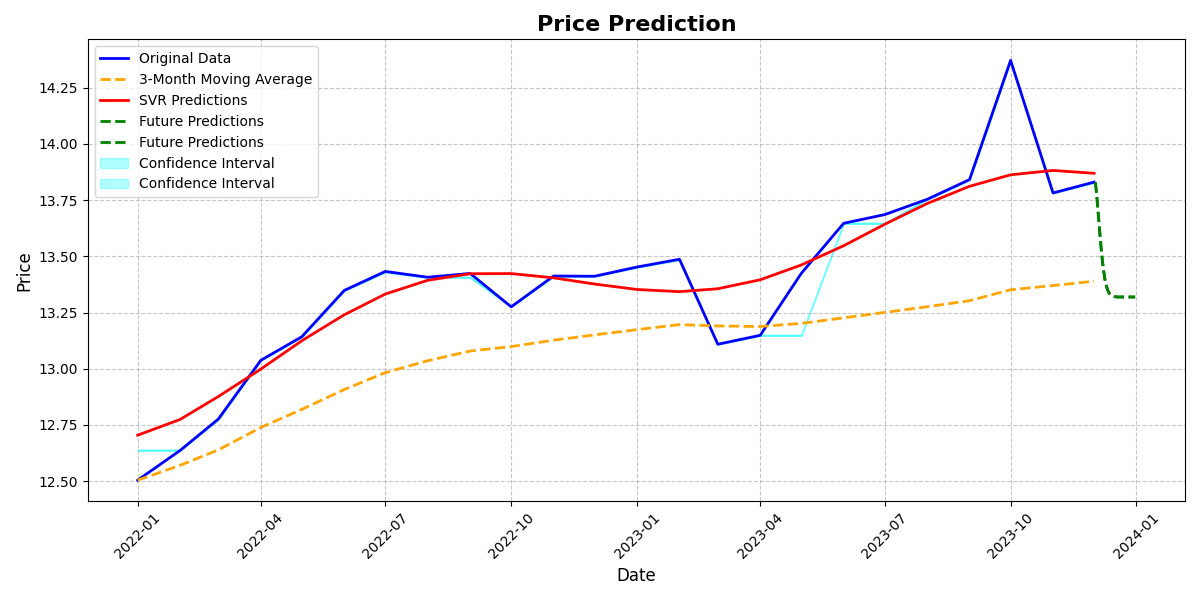 Price Prediction
Original Data
3-Month Moving Average
SVR Predictions
Future Predictions
Future Predictions
Confidence Interval
Confidence Interval
Price
14.25
14.00
13.75
13.50
13.25
13.00
12.75
12.50
2022-01
2022-04
2022-07
2022-10
2023-01
2023-04
2023-07
2023-10
2024-01
Date